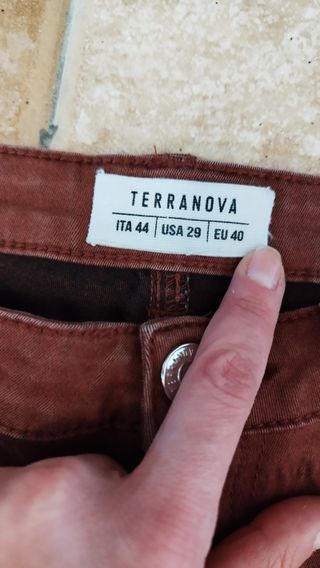 TERRANOVA
ITA 44 | USA 29 | EU 40